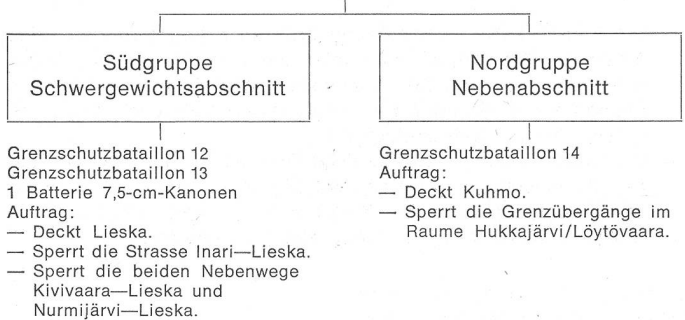 Südgruppe
Schwergewichtsabschnitt
Grenzschutzbataillon 12
Grenzschutzbataillon 13
1 Batterie 7,5-cm-Kanonen
Auftrag:
— Deckt Lieska.
— Sperrt die Strasse Inari—Lieska.
— Sperrt die beiden Nebenwege
Kivivaara—Lieska und
Nurmijärvi—Lieska.
Nordgruppe
Nebenabschnitt
Grenzschutzbataillon 14
Auftrag:
— Deckt Kuhmo.
— Sperrt die Grenzübergänge im
Raume Hukkajärvi/Löytövaara.